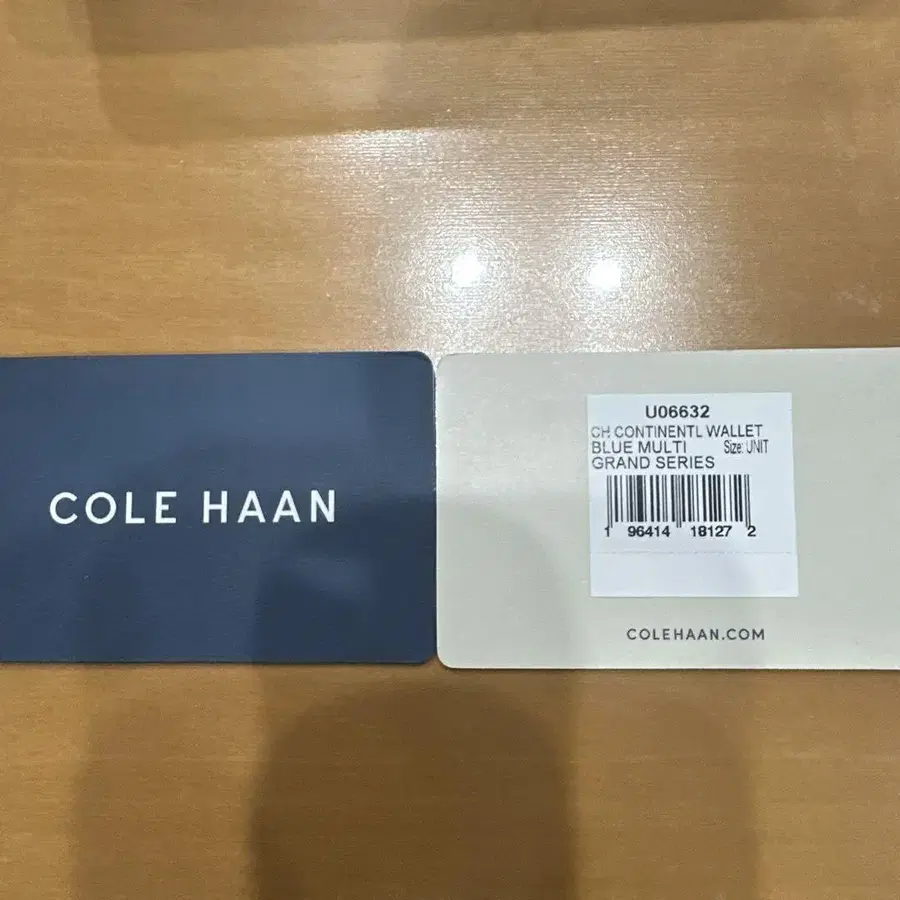 COLE HAAN
U06632
CH CONTINENTL WALLET
BLUE MULTI Size: UNIT
GRAND SERIES
1 96414 18127 2
COLEHAAN.COM